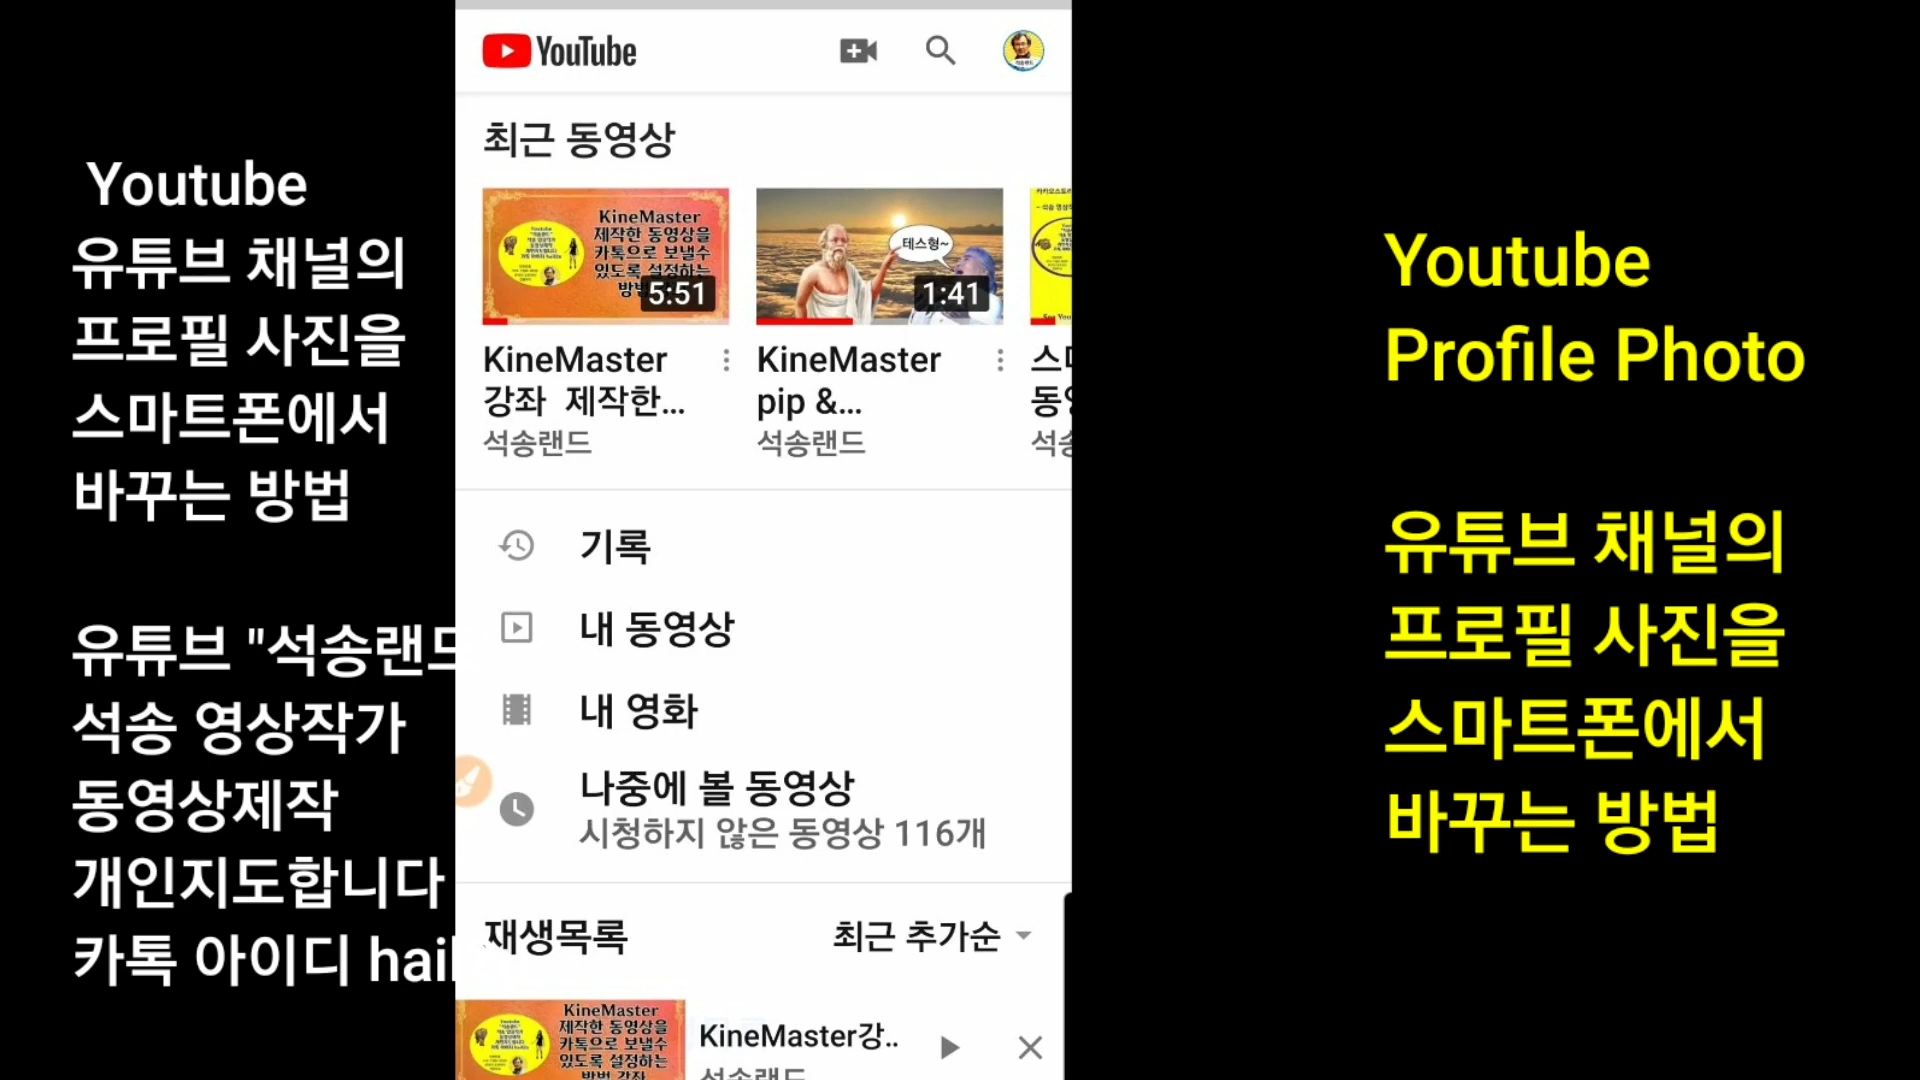 Youtube
유튜브 채널의
프로필 사진을
스마트폰에서
바꾸는 방법
유튜브 "석송랜드
석송 영상작가
동영상제작
개인지도합니다
카톡 아이디 hail
YouTube
최근 동영상
KineMaster
제작한 동영상을
카톡으로 보낼수
있도록 설정하는
5:51
테스형~
1:41
KineMaster
강좌 제작한...
석송랜드
KineMaster
pip &...
석송랜드
기록
내 동영상
내 영화
나중에 볼 동영상
시청하지 않은 동영상 116개
재생목록
최근 추가순
KineMaster
제작한 동영상을
카톡으로 보낼수
있도록 설정하는
방법 강좌
KineMaster강..
석송랜드
Youtube
Profile Photo
유튜브 채널의
프로필 사진을
스마트폰에서
바꾸는 방법